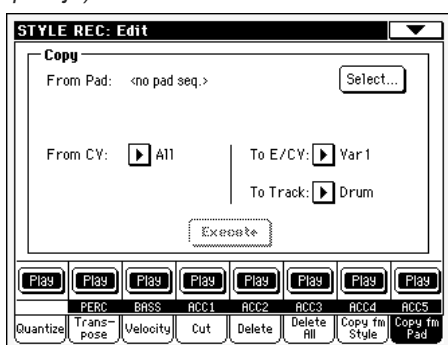 STYLE REC: Edit
Copy
From Pad: <no pad seq.> Select...
From CV: All To E/CV: Var1
To Track: Drum
Execute
Play Play Play Play Play Play Play Play
PERC BASS ACC1 ACC2 ACC3 ACC4 ACC5
Quantize Trans-pose Velocity Cut Delete Delete All Copy fm Style Copy fm Pad